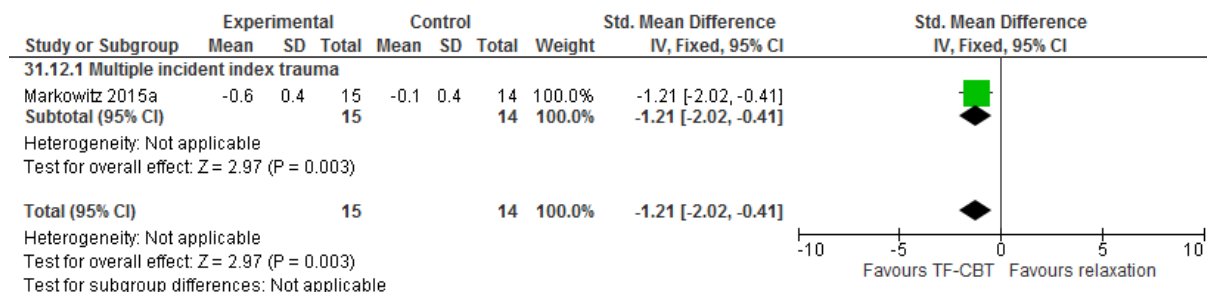 Experimental Control Std. Mean Difference Std. Mean Difference
Study or Subgroup Mean SD Total Mean SD Total Weight IV, Fixed, 95% CI IV, Fixed, 95% CI
31.12.1 Multiple incident index trauma
Markowitz 2015a -0.6 0.4 15 -0.1 0.4 14 100.0% -1.21 [-2.02, -0.41]
Subtotal (95% CI) 15 14 100.0% -1.21 [-2.02, -0.41]
Heterogeneity: Not applicable
Test for overall effect: Z = 2.97 (P = 0.003)
Total (95% CI) 15 14 100.0% -1.21 [-2.02, -0.41]
Heterogeneity: Not applicable
Test for overall effect: Z = 2.97 (P = 0.003)
Test for subgroup differences: Not applicable
-10 -5 0 5 10
Favours TF-CBT Favours relaxation